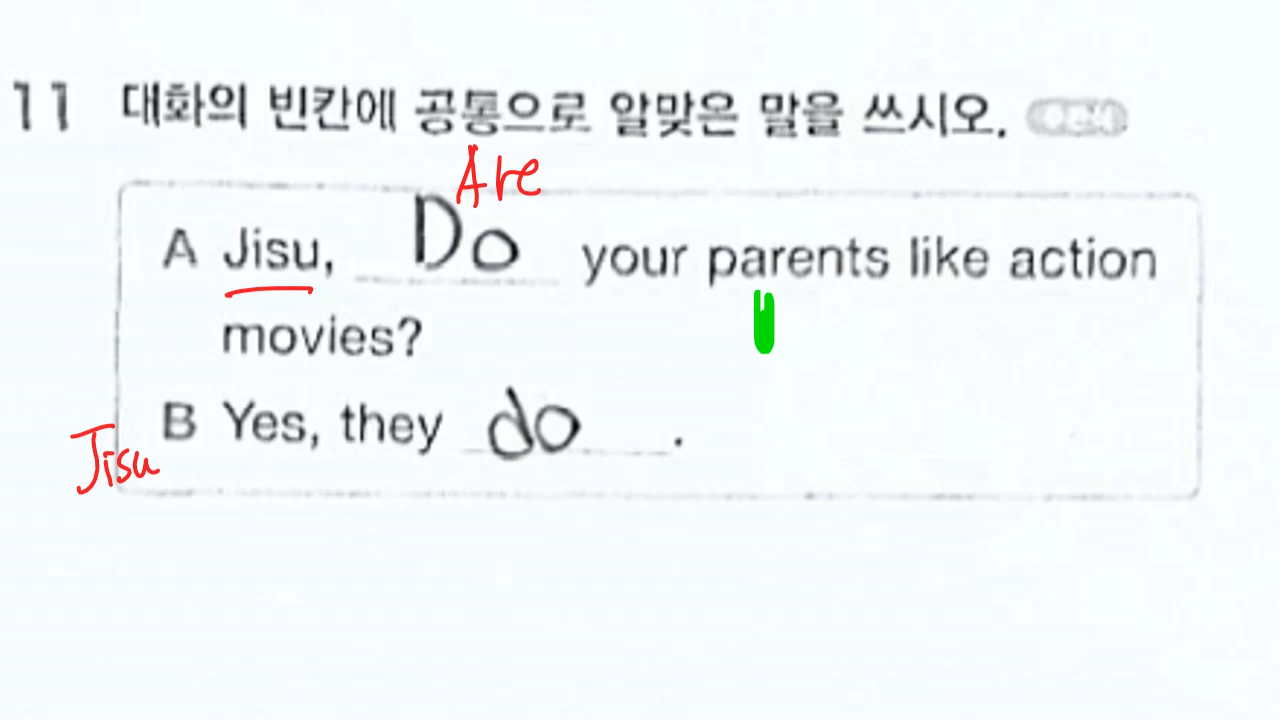 11 대화의 빈칸에 공통으로 알맞은 말을 쓰시오.
Are
A Jisu, Do your parents like action
movies?
B Yes, they do .
Jisu